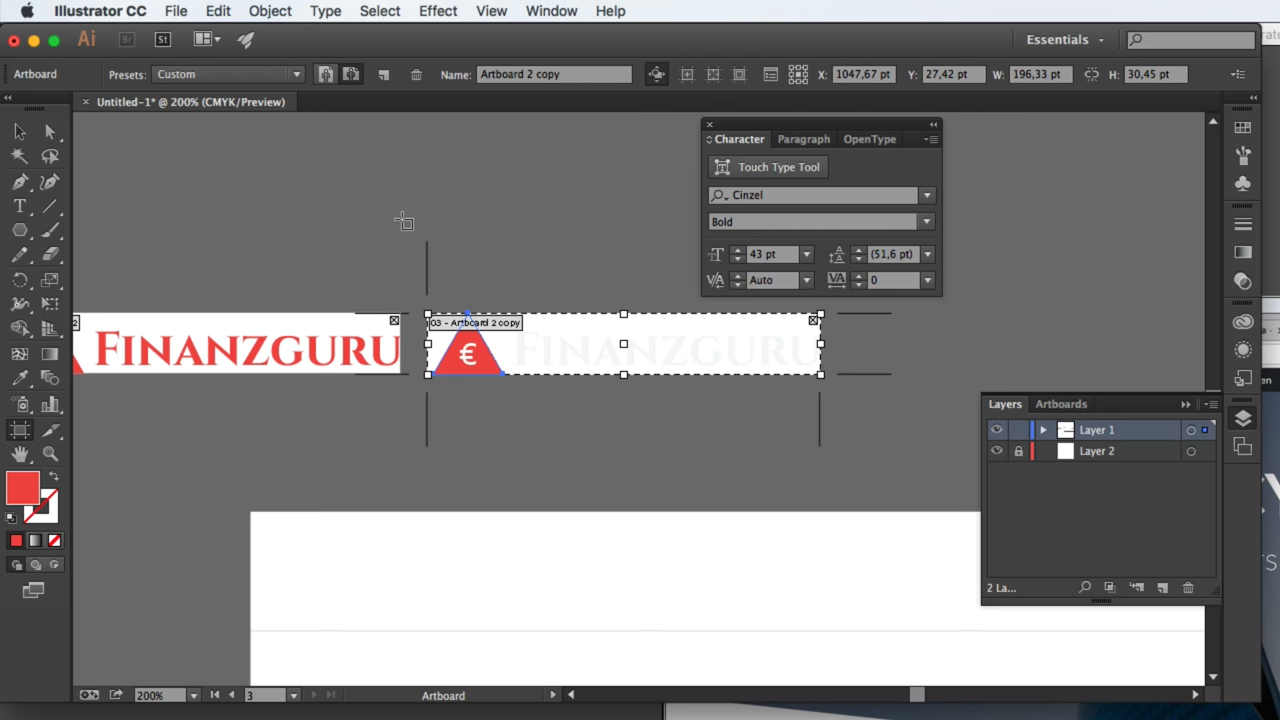 Illustrator CC File Edit Object Type Select Effect View Window Help
Ai Br St Essentials
Artboard Presets: Custom Name: Artboard 2 copy X: 1047,67 pt Y: 27,42 pt W: 196,33 pt H: 30,45 pt
Untitled-1* @ 200% (CMYK/Preview)
Character Paragraph OpenType
Touch Type Tool
Cinzel
Bold
43 pt (51,6 pt)
Auto 0
2 03 - Artboard 2 copy
FINANZGURU € FINANZGURU
Layers Artboards
Layer 1
Layer 2
2 La...
200% 3 Artboard